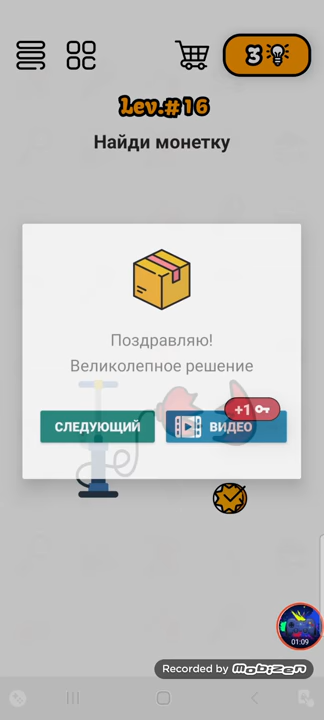 3
Lev.#16
Найди монетку
Поздравляю!
Великолепное решение
+1
СЛЕДУЮЩИЙ
ВИДЕО
01:09
Recorded by mobizen